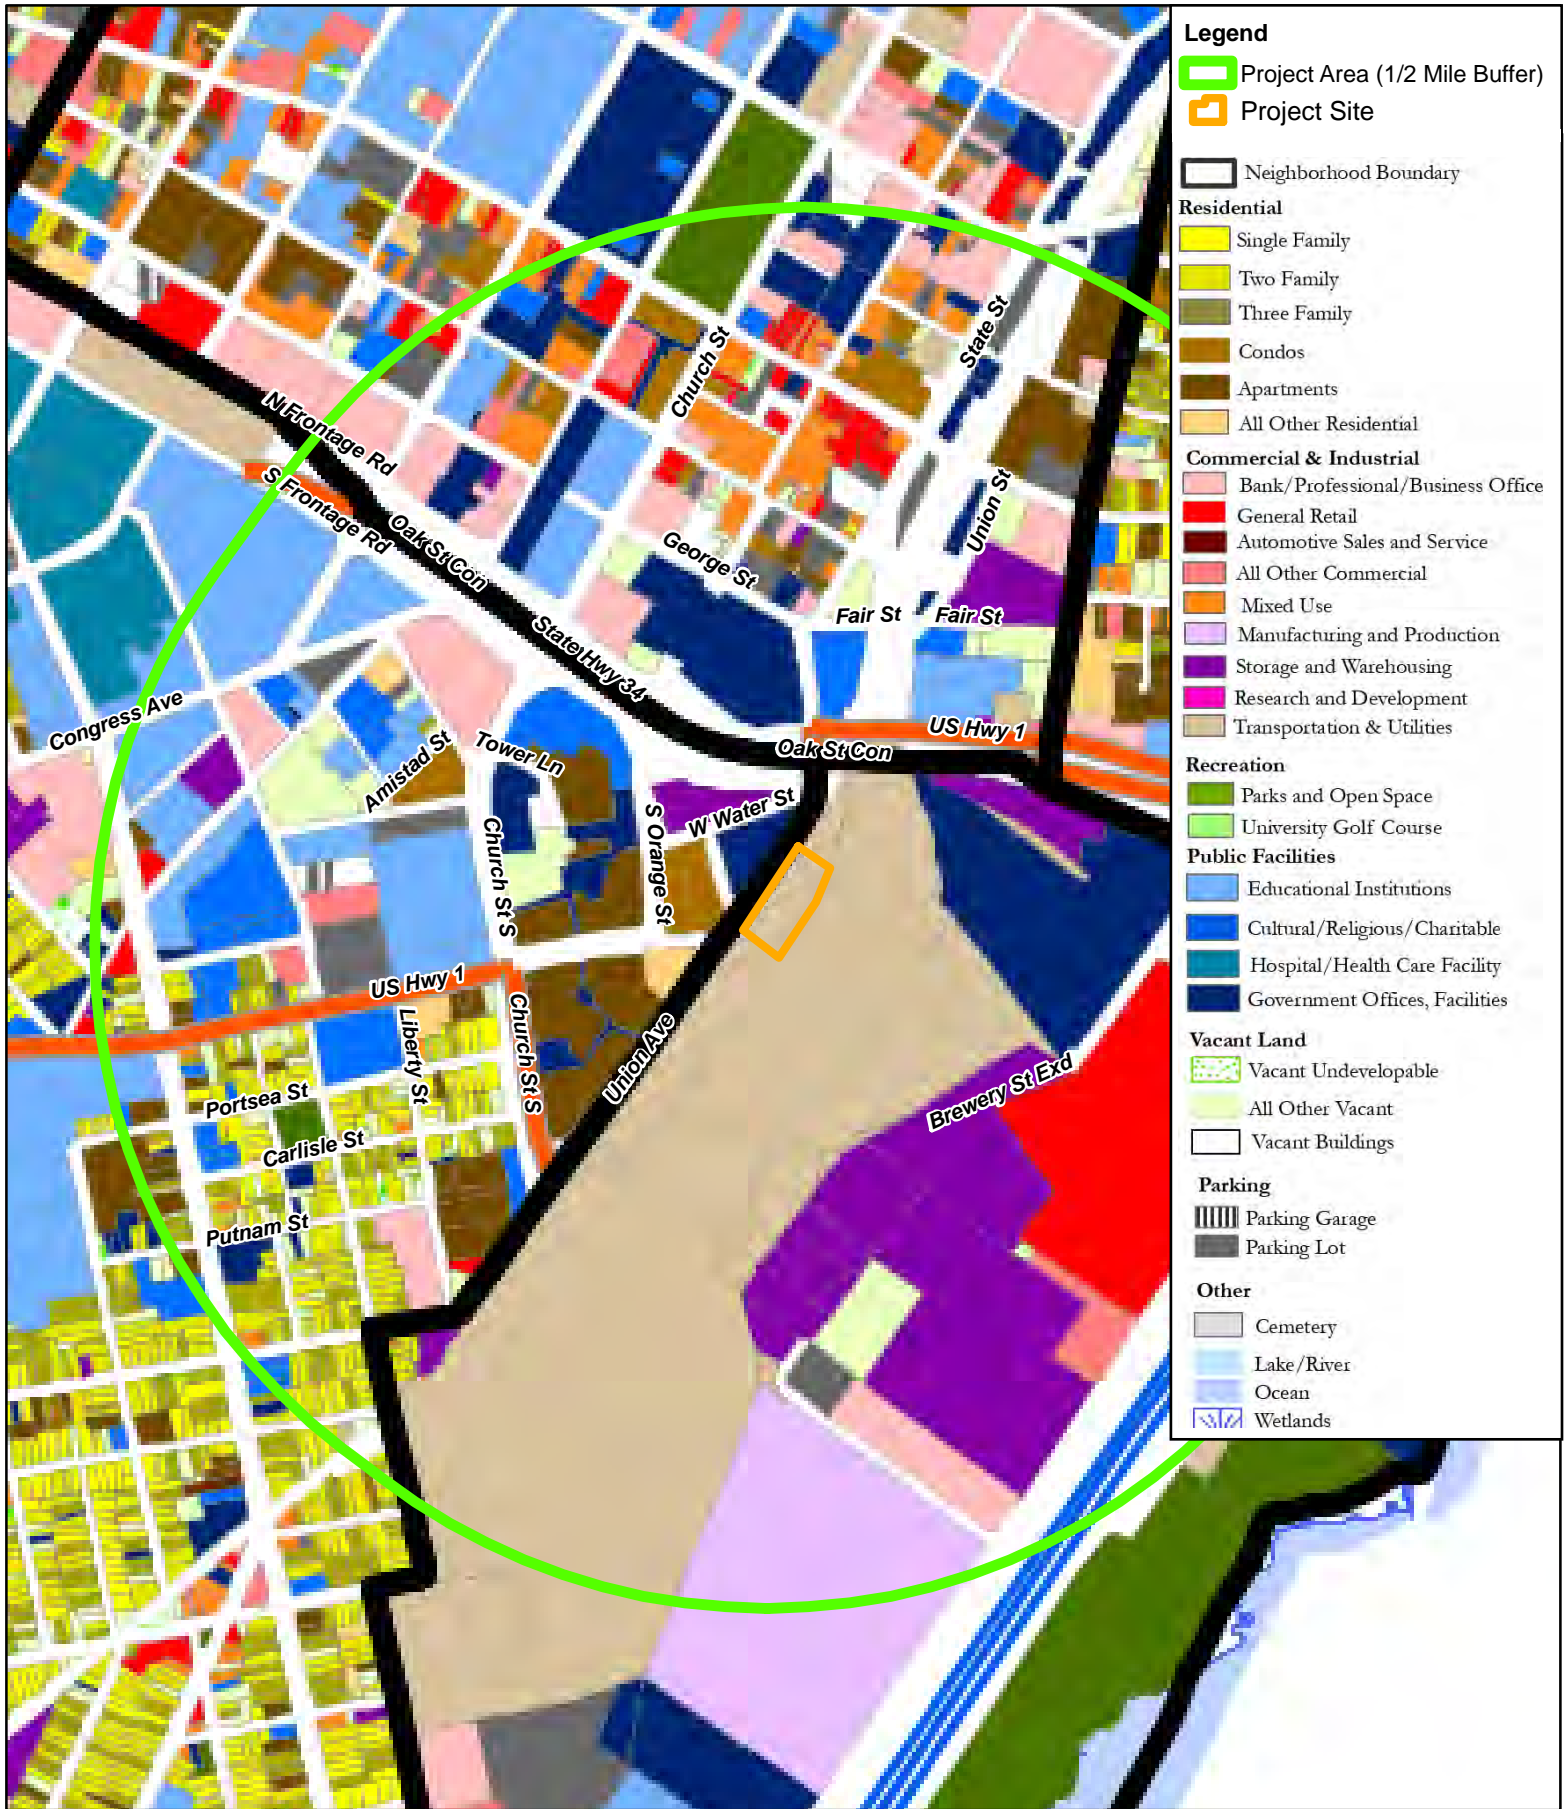 Legend
Project Area (1/2 Mile Buffer)
Project Site
Neighborhood Boundary
Residential
Single Family
Two Family
Three Family
Condos
Apartments
All Other Residential
Commercial & Industrial
Bank/Professional/Business Office
General Retail
Automotive Sales and Service
All Other Commercial
Mixed Use
Manufacturing and Production
Storage and Warehousing
Research and Development
Transportation & Utilities
Recreation
Parks and Open Space
University Golf Course
Public Facilities
Educational Institutions
Cultural/Religious/Charitable
Hospital/Health Care Facility
Government Offices, Facilities
Vacant Land
Vacant Undevelopable
All Other Vacant
Vacant Buildings
Parking
Parking Garage
Parking Lot
Other
Cemetery
Lake/River
Ocean
Wetlands
State St
Church St
N Frontage Rd
S Frontage Rd
Oak St Con
Union St
George St
Fair St
Fair St
State Hwy 34
Congress Ave
US Hwy 1
Oak St Con
Tower Ln
Amistad St
W Water St
S Orange St
Church St S
US Hwy 1
Liberty St
Church St S
Union Ave
Brewery St Exd
Portsea St
Carlisle St
Putnam St